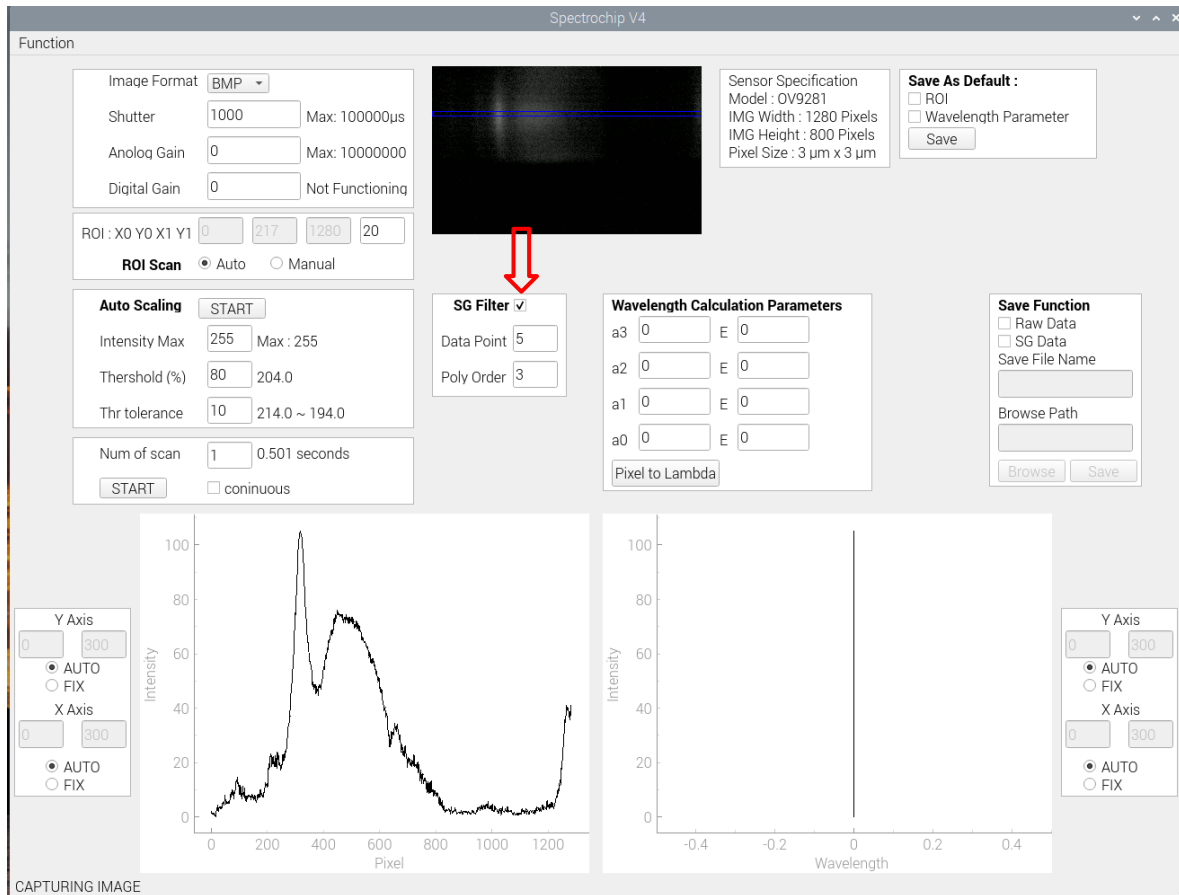 Spectrochip V4
Function
Image Format BMP
Shutter 1000 Max: 100000µs
Anolog Gain 0 Max: 10000000
Digital Gain 0 Not Functioning
ROI : X0 Y0 X1 Y1 0 217 1280 20
ROI Scan Auto Manual
Auto Scaling START
Intensity Max 255 Max : 255
Thershold (%) 80 204.0
Thr tolerance 10 214.0 ~ 194.0
Num of scan 1 0.501 seconds
START coninuous
SG Filter
Data Point 5
Poly Order 3
Sensor Specification
Model : OV9281
IMG Width : 1280 Pixels
IMG Height : 800 Pixels
Pixel Size : 3 µm x 3 µm
Save As Default :
ROI
Wavelength Parameter
Save
Wavelength Calculation Parameters
a3 0 E 0
a2 0 E 0
a1 0 E 0
a0 0 E 0
Pixel to Lambda
Save Function
Raw Data
SG Data
Save File Name
Browse Path
Browse Save
Y Axis
0 300
AUTO
FIX
X Axis
0 300
AUTO
FIX
Intensity
100
80
60
40
20
0
0 200 400 600 800 1000 1200
Pixel
Intensity
100
80
60
40
20
0
-0.4 -0.2 0 0.2 0.4
Wavelength
Y Axis
0 300
AUTO
FIX
X Axis
0 300
AUTO
FIX
CAPTURING IMAGE